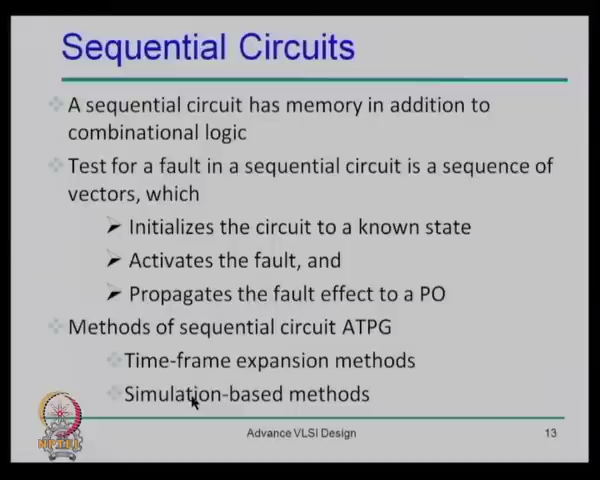 Sequential Circuits
A sequential circuit has memory in addition to
combinational logic
Test for a fault in a sequential circuit is a sequence of
vectors, which
Initializes the circuit to a known state
Activates the fault, and
Propagates the fault effect to a PO
Methods of sequential circuit ATPG
Time-frame expansion methods
Simulation-based methods
NPTEL
Advance VLSI Design
13